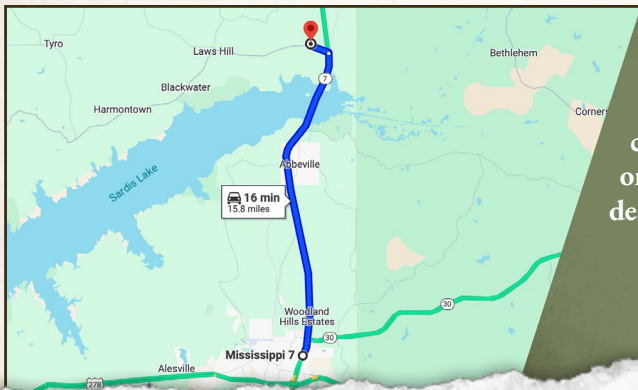 Tyro
Laws Hill
Bethlehem
7
Blackwater
Harmontown
Abbeville
Sardis Lake
16 min
15.8 miles
Woodland
Hills Estates
30
30
Mississippi 7
Alesville
278